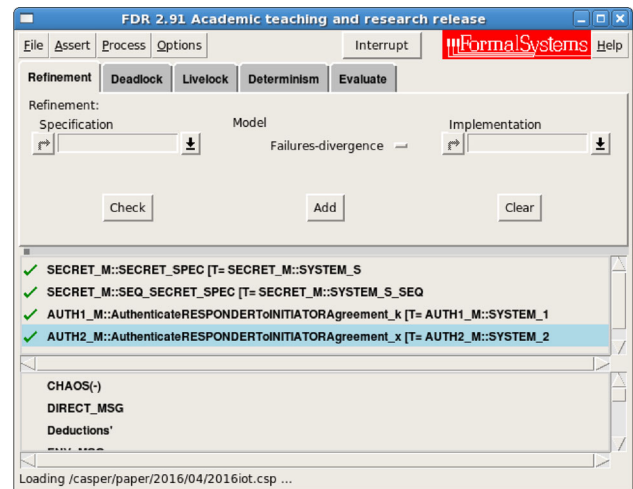 FDR 2.91 Academic teaching and research release
File Assert Process Options Interrupt FormalSystems Help
Refinement Deadlock Livelock Determinism Evaluate
Refinement:
Specification Model Implementation
Failures-divergence
Check Add Clear
SECRET_M::SECRET_SPEC [T= SECRET_M::SYSTEM_S
SECRET_M::SEQ_SECRET_SPEC [T= SECRET_M::SYSTEM_S_SEQ
AUTH1_M::AuthenticateRESPONDERToINITIATORAgreement_k [T= AUTH1_M::SYSTEM_1
AUTH2_M::AuthenticateRESPONDERToINITIATORAgreement_x [T= AUTH2_M::SYSTEM_2
CHAOS(-)
DIRECT_MSG
Deductions'
Loading /casper/paper/2016/04/2016iot.csp ...